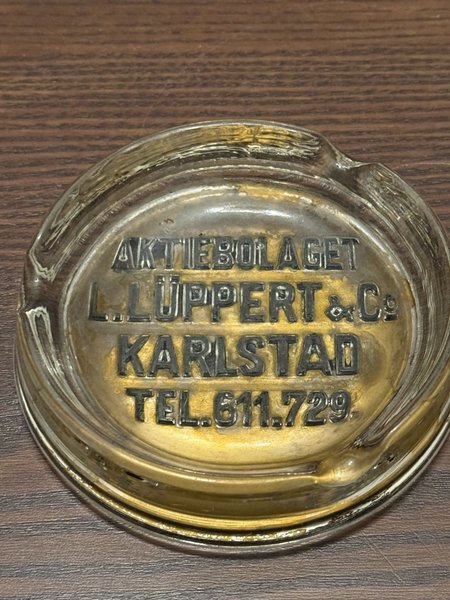 AKTIEBOLAGET
L.LÜPPERT & Co
KARLSTAD
TEL.611.729.